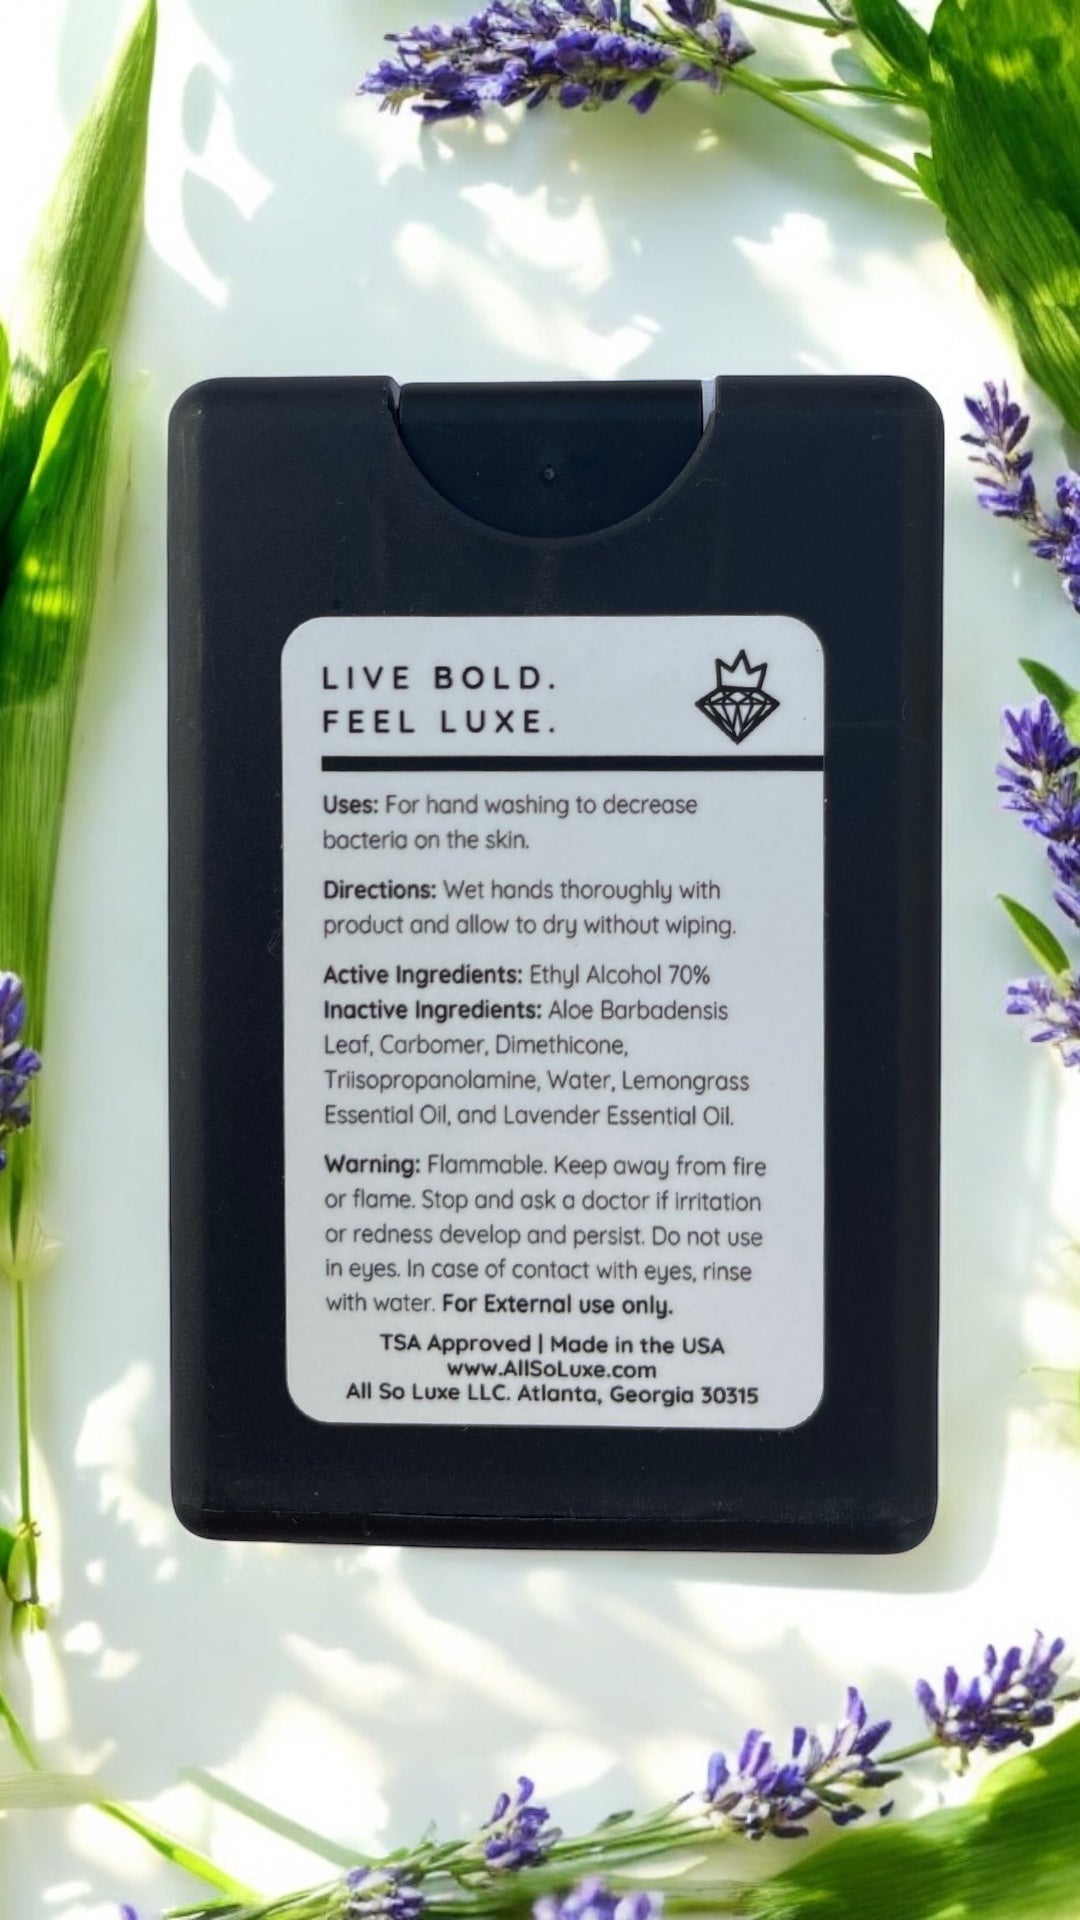 LIVE BOLD.
FEEL LUXE.
Uses: For hand washing to decrease
bacteria on the skin.
Directions: Wet hands thoroughly with
product and allow to dry without wiping.
Active Ingredients: Ethyl Alcohol 70%
Inactive Ingredients: Aloe Barbadensis
Leaf, Carbomer, Dimethicone,
Triisopropanolamine, Water, Lemongrass
Essential Oil, and Lavender Essential Oil.
Warning: Flammable. Keep away from fire
or flame. Stop and ask a doctor if irritation
or redness develop and persist. Do not use
in eyes. In case of contact with eyes, rinse
with water. For External use only.
TSA Approved | Made in the USA
www.AllSoLuxe.com
All So Luxe LLC. Atlanta, Georgia 30315